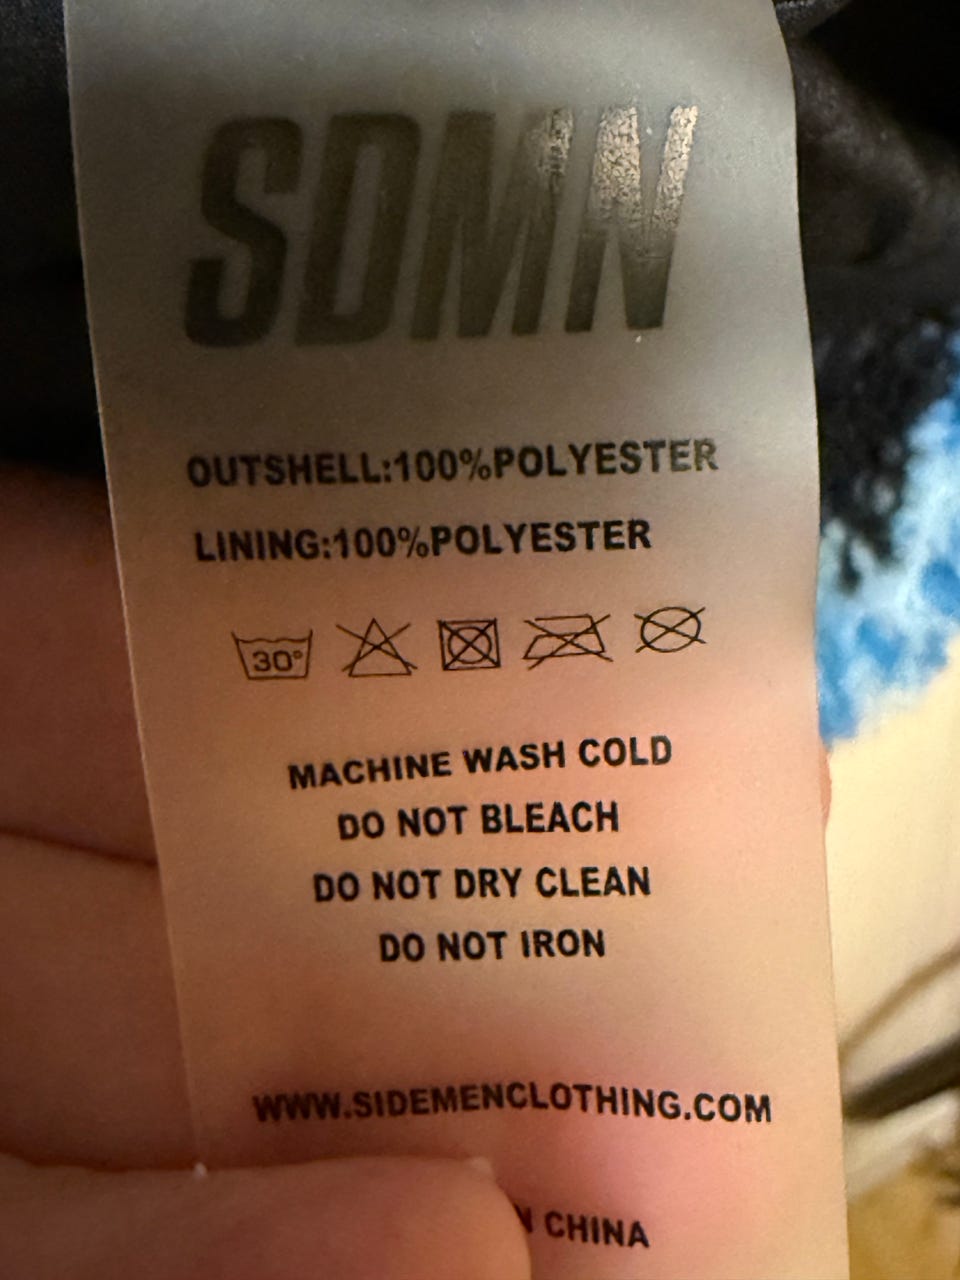 SDMN
OUTSHELL:100%POLYESTER
LINING:100%POLYESTER
30°
MACHINE WASH COLD
DO NOT BLEACH
DO NOT DRY CLEAN
DO NOT IRON
WWW.SIDEMENCLOTHING.COM
CHINA